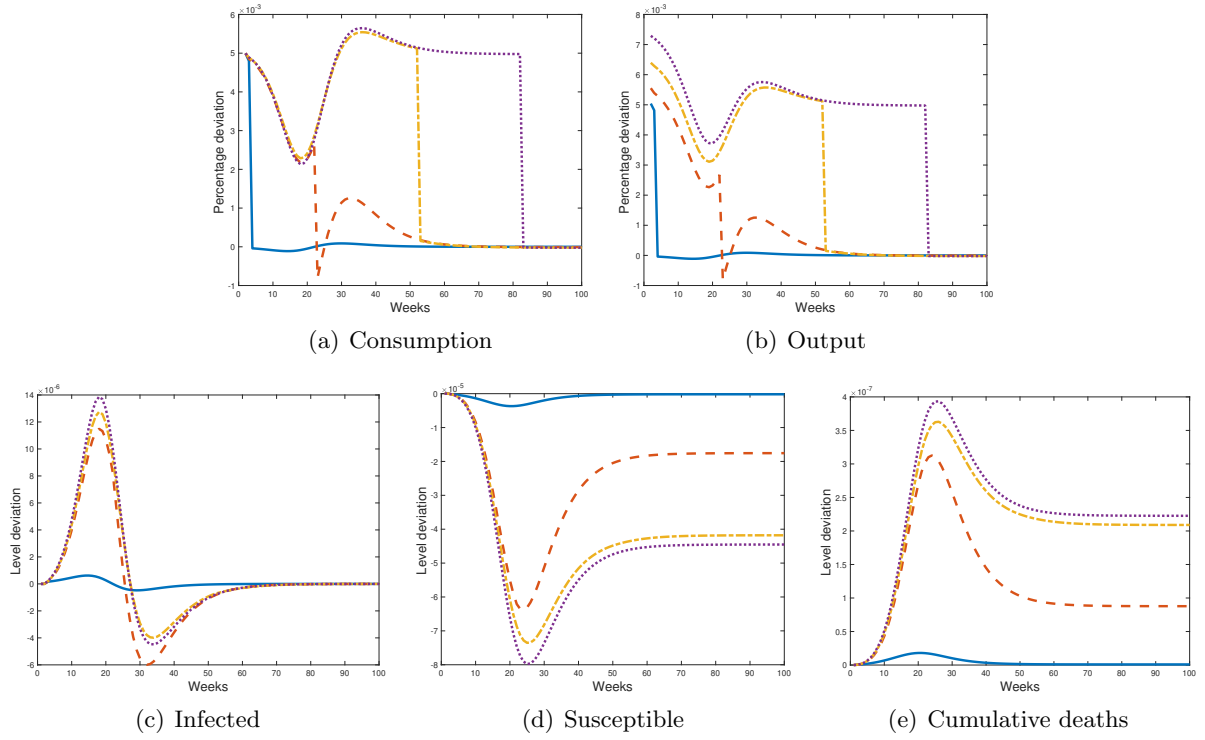 ×10⁻³
6
5
4
3
2
1
0
-1
Percentage deviation
0 10 20 30 40 50 60 70 80 90 100
Weeks
(a) Consumption
×10⁻³
8
7
6
5
4
3
2
1
0
-1
Percentage deviation
0 10 20 30 40 50 60 70 80 90 100
Weeks
(b) Output
×10⁻⁶
14
12
10
8
6
4
2
0
-2
-4
-6
Level deviation
0 10 20 30 40 50 60 70 80 90 100
Weeks
(c) Infected
×10⁻⁵
0
-1
-2
-3
-4
-5
-6
-7
-8
Level deviation
0 10 20 30 40 50 60 70 80 90 100
Weeks
(d) Susceptible
×10⁻⁷
4
3.5
3
2.5
2
1.5
1
0.5
0
Level deviation
0 10 20 30 40 50 60 70 80 90 100
Weeks
(e) Cumulative deaths